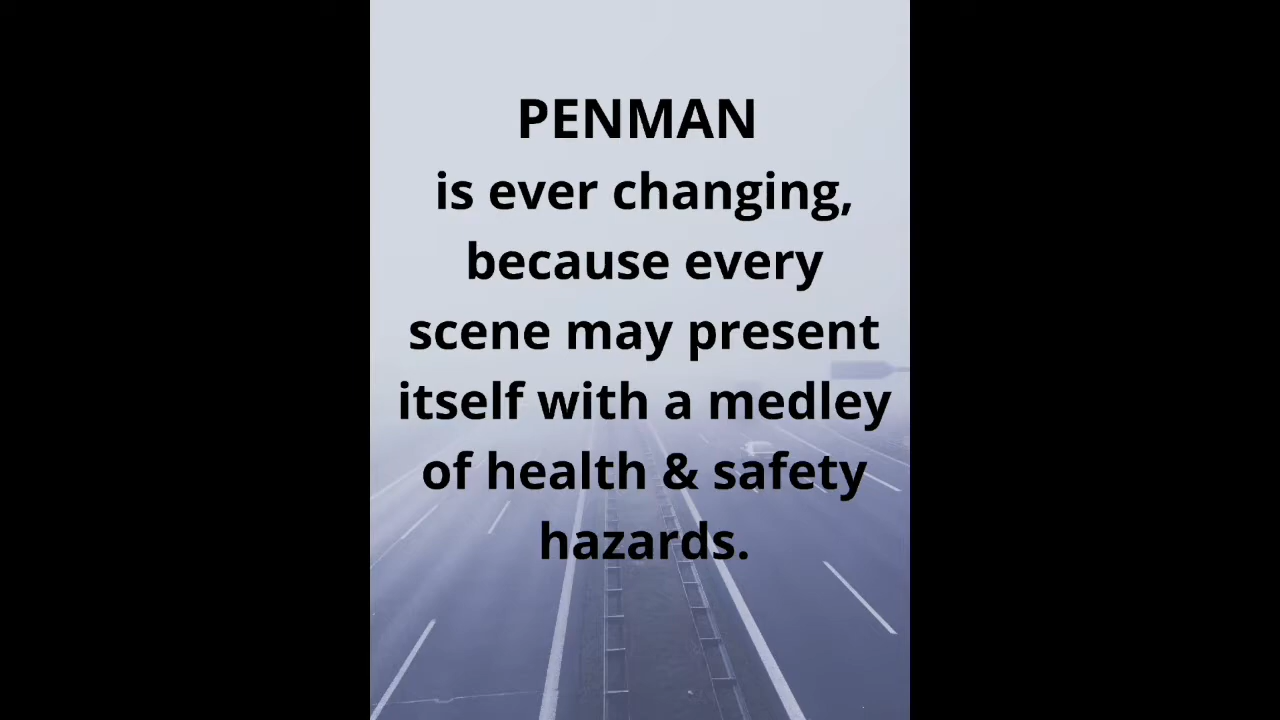 PENMAN
is ever changing,
because every
scene may present
itself with a medley
of health & safety
hazards.